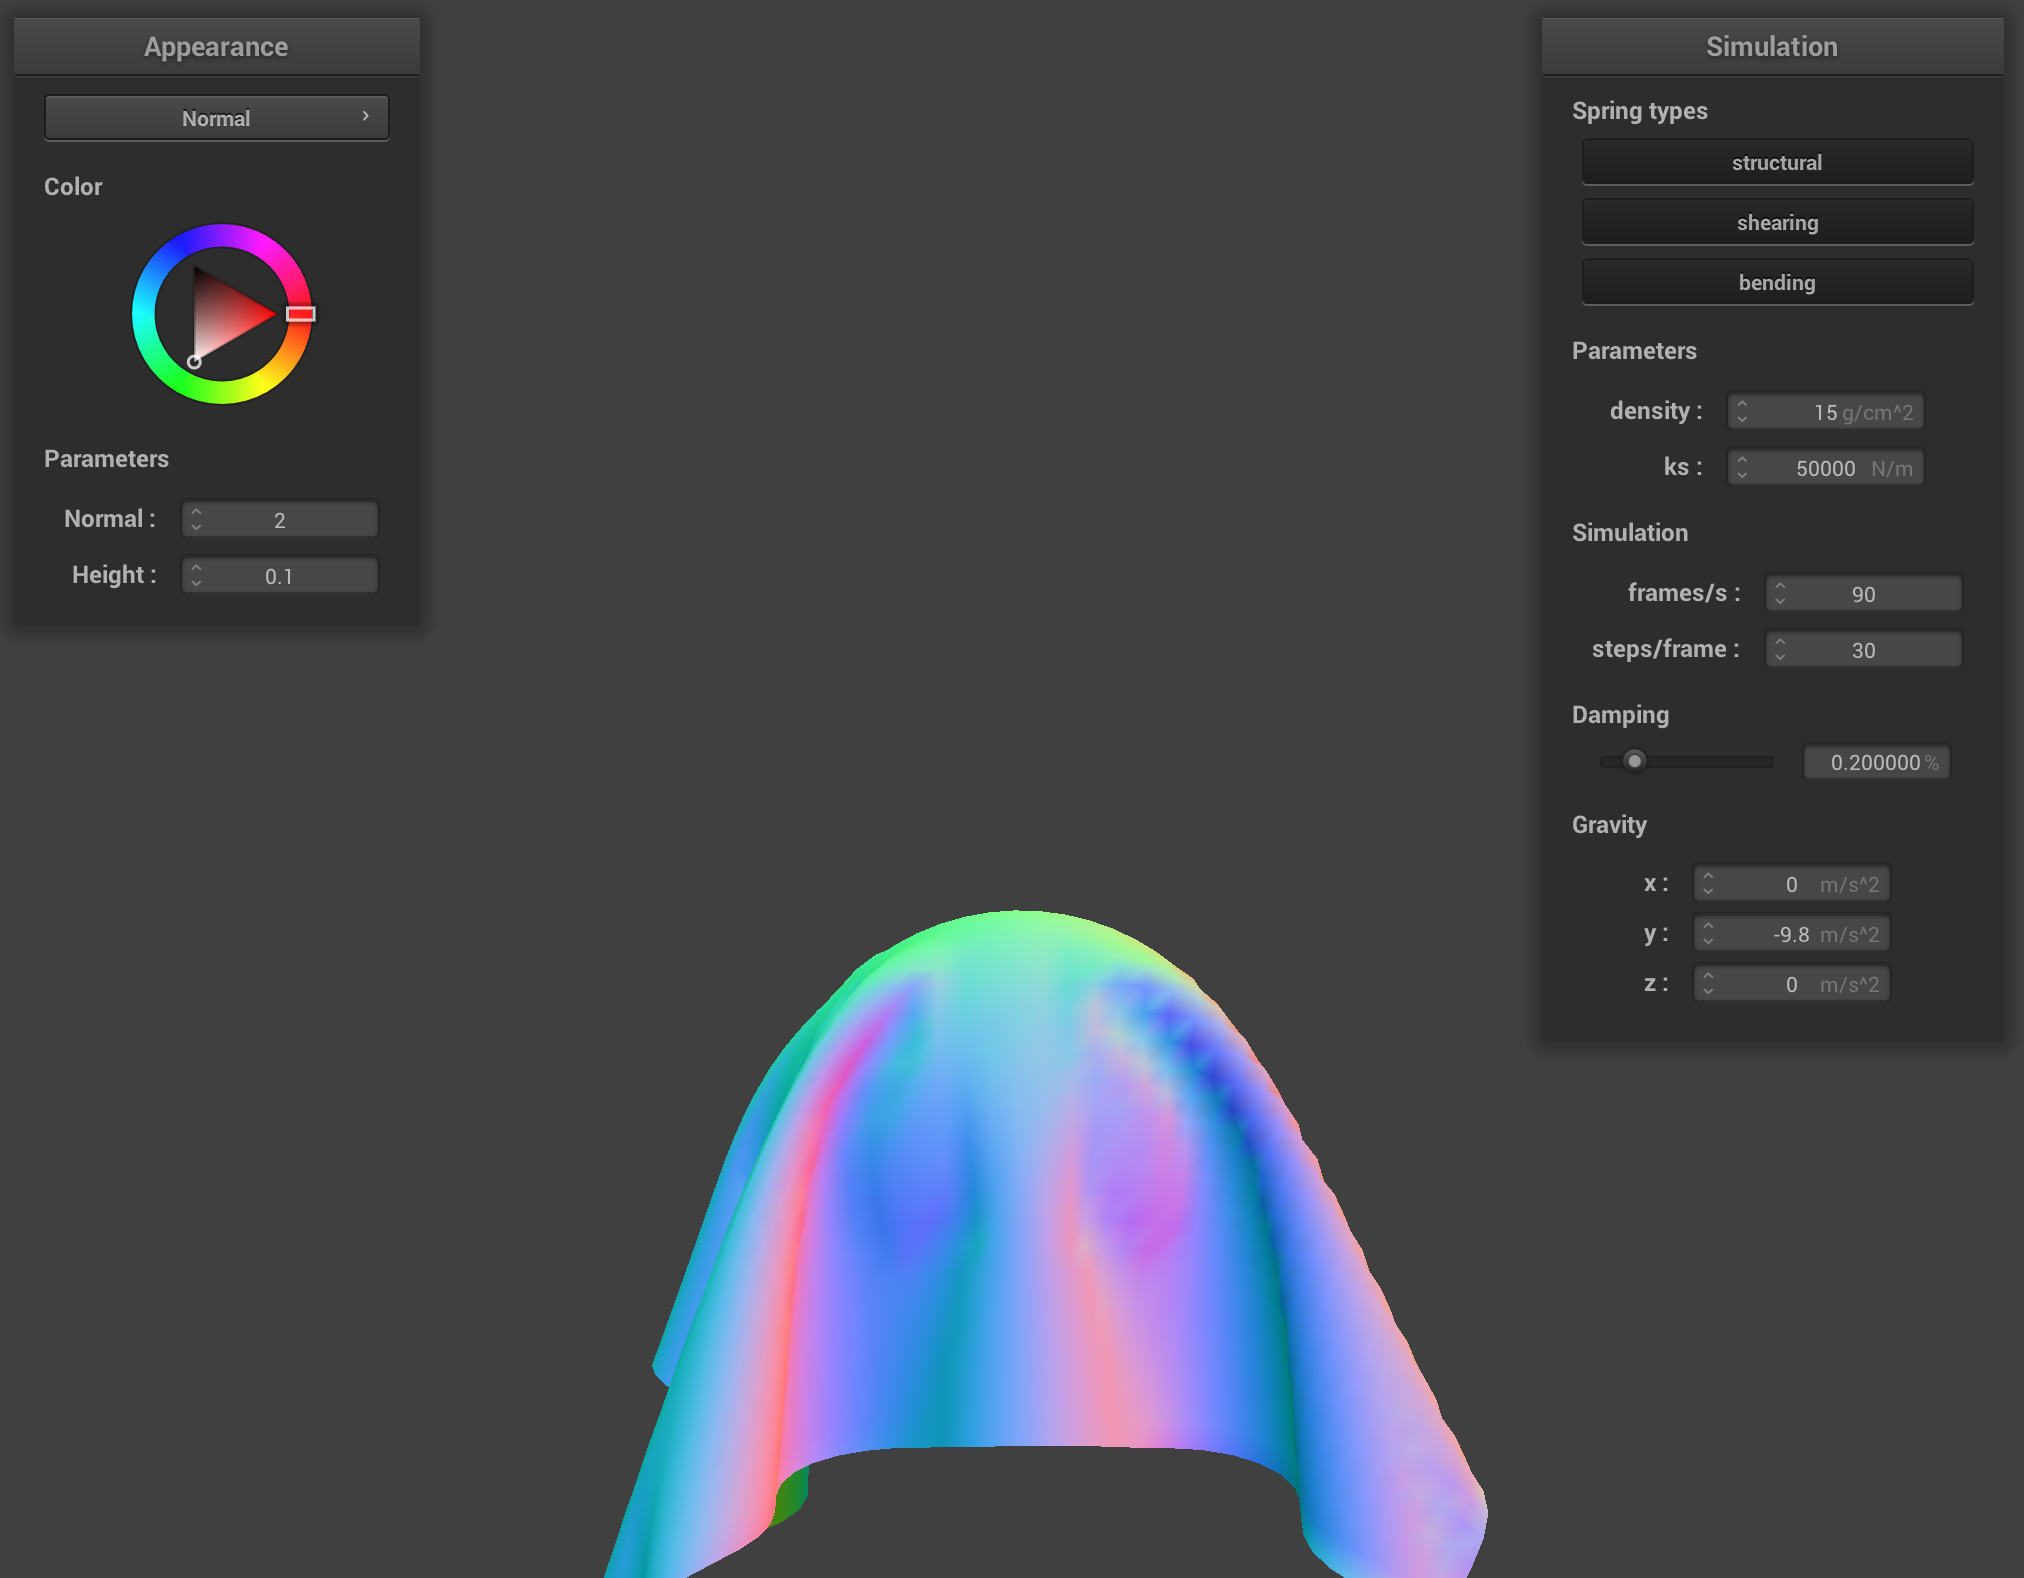 Appearance
Normal
Color
Parameters
Normal : 2
Height : 0.1
Simulation
Spring types
structural
shearing
bending
Parameters
density : 15 g/cm^2
ks : 50000 N/m
Simulation
frames/s : 90
steps/frame : 30
Damping
0.200000 %
Gravity
x : 0 m/s^2
y : -9.8 m/s^2
z : 0 m/s^2